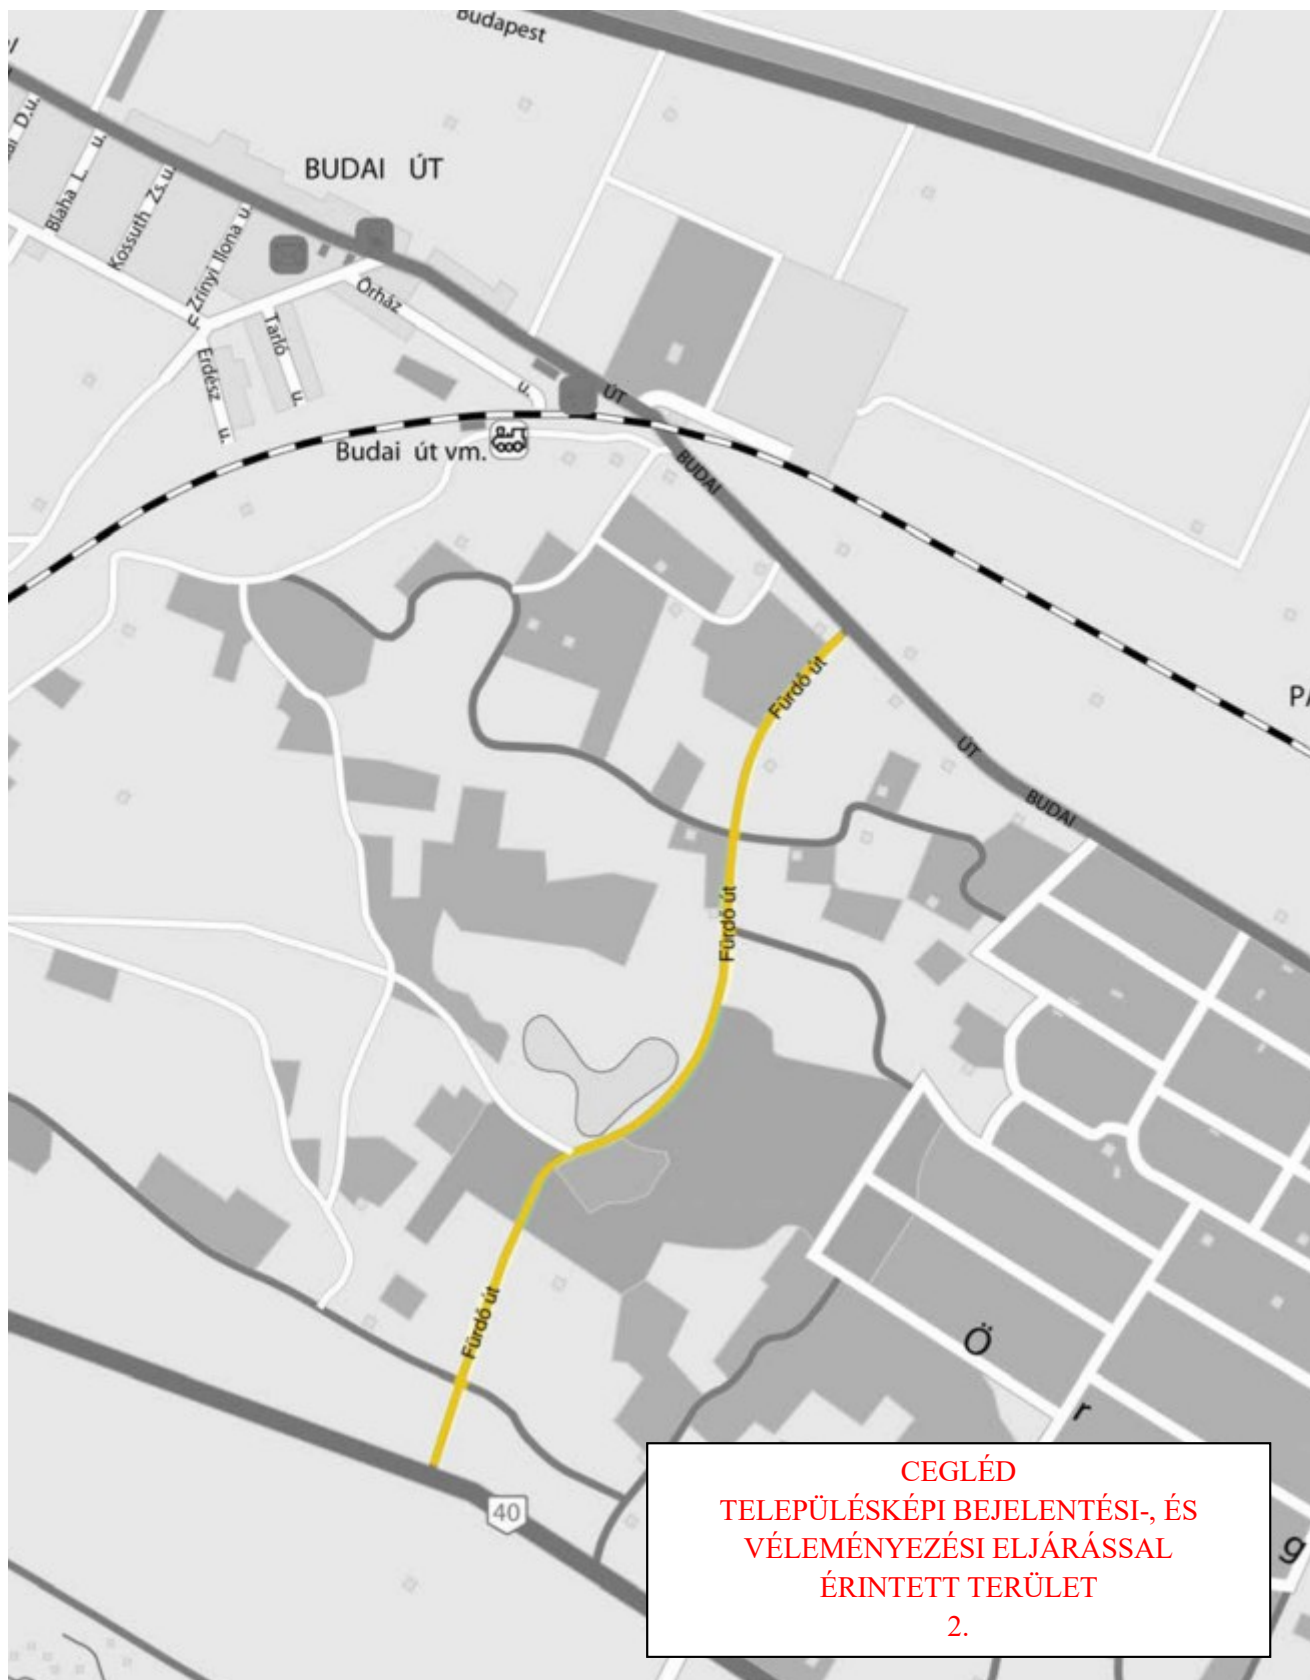 Budapest
BUDAI ÚT
D.u.
Blaha L. u.
Kossuth Zs. u.
Zrínyi Ilona u.
Őrház
u.
Tarló
u.
u.
Erdész
u.
ÚT
Budai út vm.
BUDAI
Fürdő út
PA
ÚT
BUDAI
Fürdő út
Fürdő út
Ö
r
g
40
CEGLÉD
TELEPÜLÉSKÉPI BEJELENTÉSI-, ÉS
VÉLEMÉNYEZÉSI ELJÁRÁSSAL
ÉRINTETT TERÜLET
2.